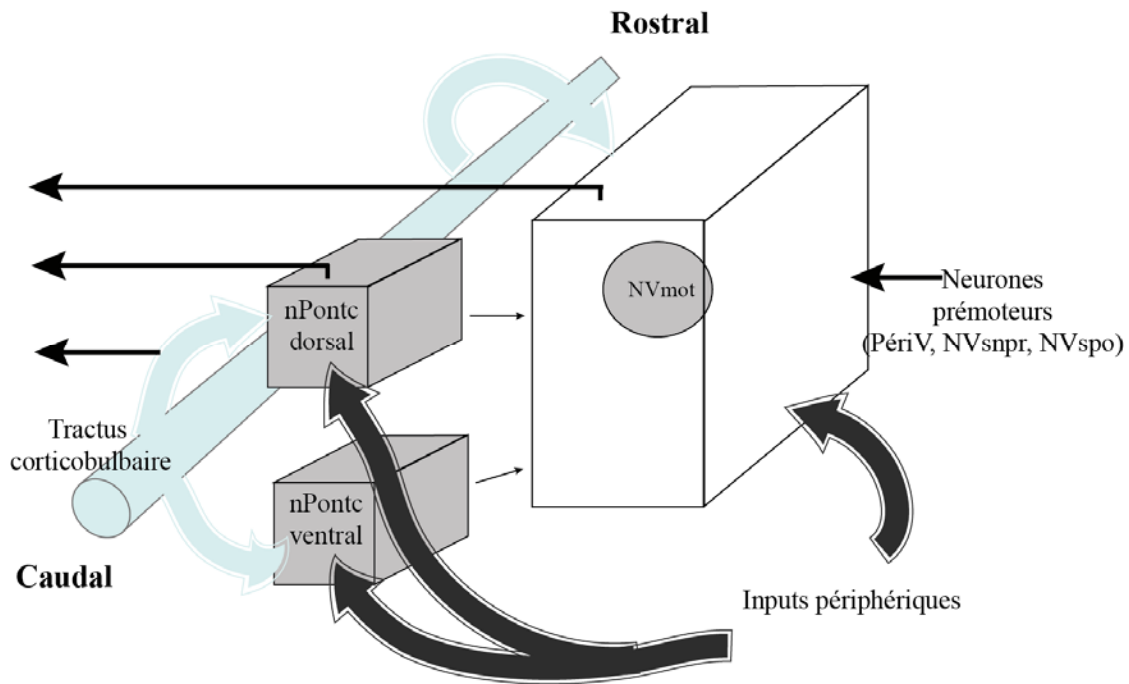 Rostral
nPontc
dorsal
NVmot
Neurones
prémoteurs
(PériV, NVsnpr, NVspo)
Tractus
corticobulbaire
nPontc
ventral
Caudal
Inputs périphériques